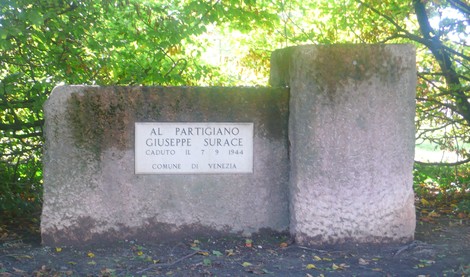 AL PARTIGIANO
GIUSEPPE SURACE
CADUTO IL 7 9 1944
COMUNE DI VENEZIA